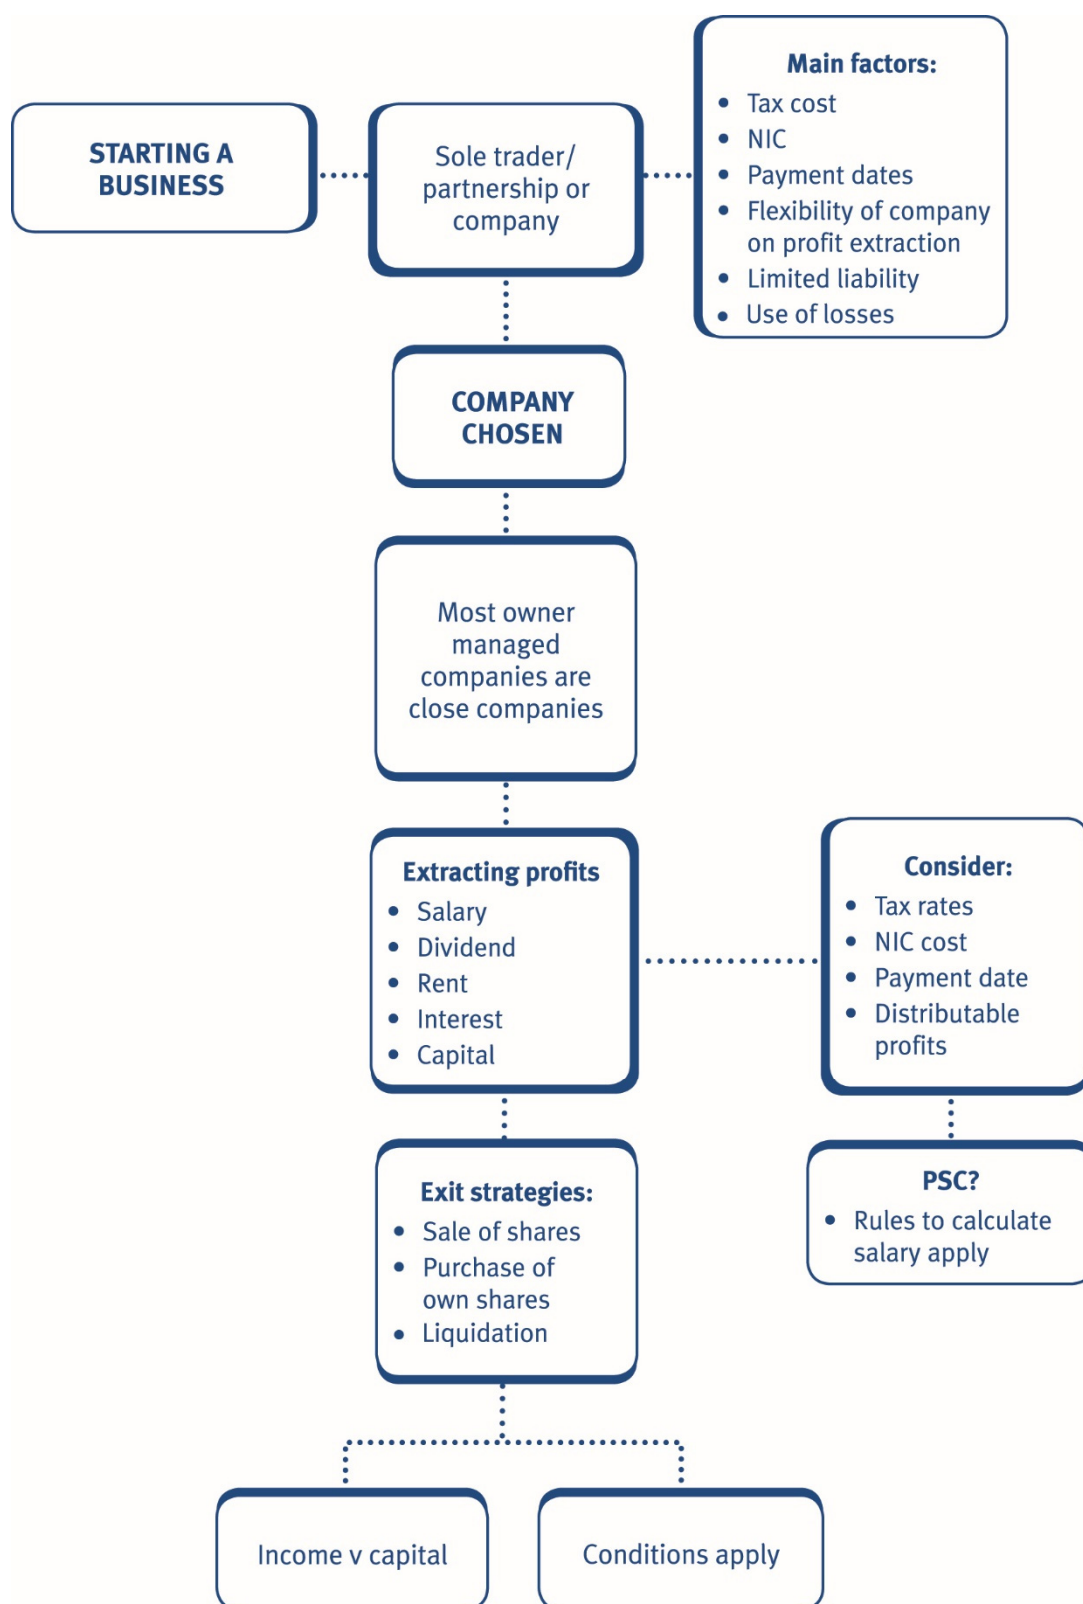 STARTING A
BUSINESS
Sole trader/
partnership or
company
Main factors:
• Tax cost
• NIC
• Payment dates
• Flexibility of company
on profit extraction
• Limited liability
• Use of losses
COMPANY
CHOSEN
Most owner
managed
companies are
close companies
Extracting profits
• Salary
• Dividend
• Rent
• Interest
• Capital
Consider:
• Tax rates
• NIC cost
• Payment date
• Distributable
profits
PSC?
• Rules to calculate
salary apply
Exit strategies:
• Sale of shares
• Purchase of
own shares
• Liquidation
Income v capital
Conditions apply